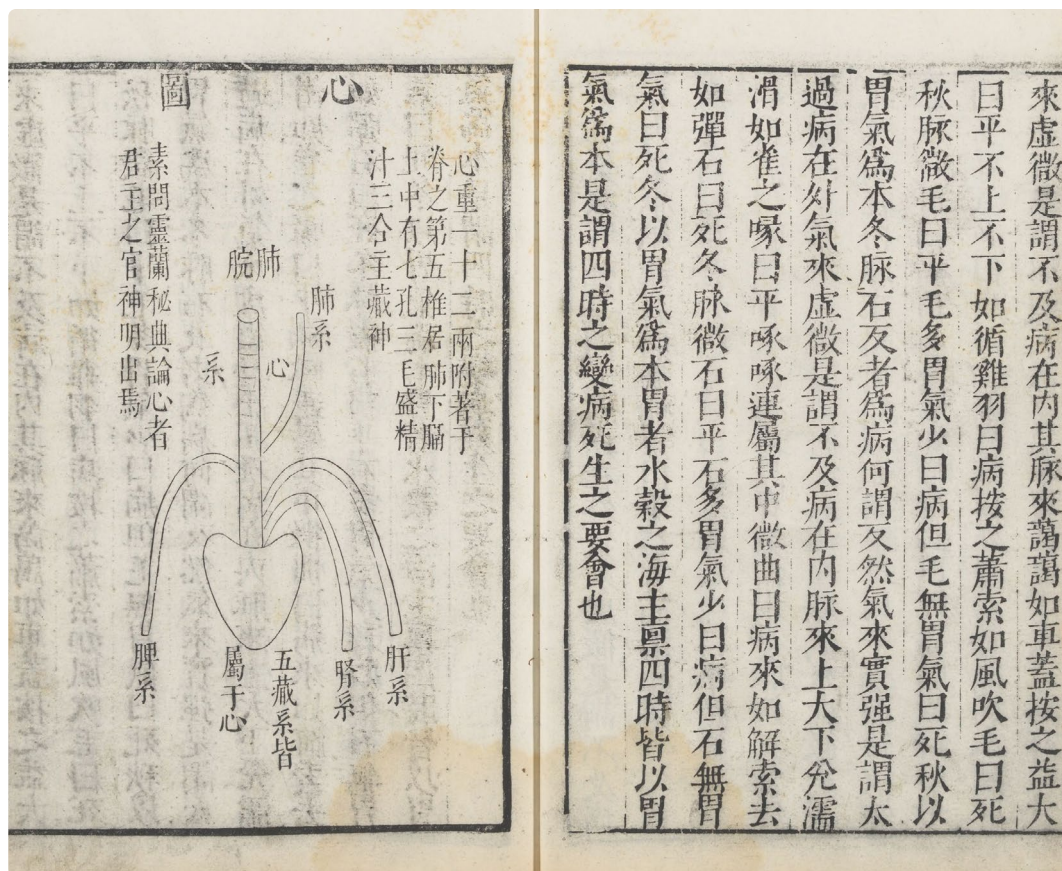 來虛微是謂不及病在内其脉來藹藹如車蓋按之益大
曰平不上不下如循雞羽曰病按之蕭索如風吹毛曰死
秋脉微毛曰平毛多胃氣少曰病但毛無胃氣曰死秋以
胃氣爲本冬脉石反者爲病何謂反然氣來實强是謂太
過病在外氣來虛微是謂不及病在内脉來上大下兊濡
滑如雀之喙曰平啄啄連屬其中微曲曰病來如解索去
如彈石曰死冬脉微石曰平石多胃氣少曰病但石無胃
氣曰死冬以胃氣爲本胃者水穀之海主禀四時皆以胃
氣爲本是謂四時之變病死生之要會也
心圖
心重一十二兩附著于
脊之第五椎居肺下膈
上中有七孔三毛盛精
汁三合主藏神
肺脘
肺系
心系
素問靈蘭秘典論心者
君主之官神明出焉
肝系
腎系
五藏系皆
屬于心
脾系